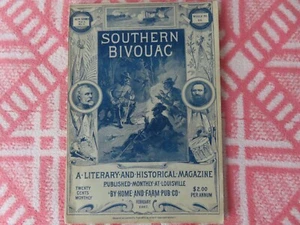 SOUTHERN
BIVOUAC
A·LITERARY·AND·HISTORICAL·MAGAZINE
PUBLISHED·MONTHLY AT LOUISVILLE
·BY HOME AND FARM PUB CO·
TWENTY
CENTS
MONTHLY
$2.00
PER ANNUM
FEBRUARY